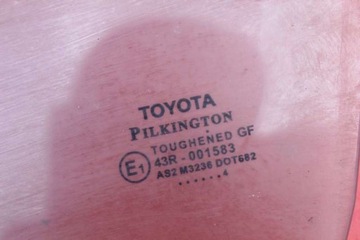 TOYOTA
PILKINGTON
TOUGHENED GF
E1 43R - 001583
AS2 M3236 DOT682
. . . . . . 4